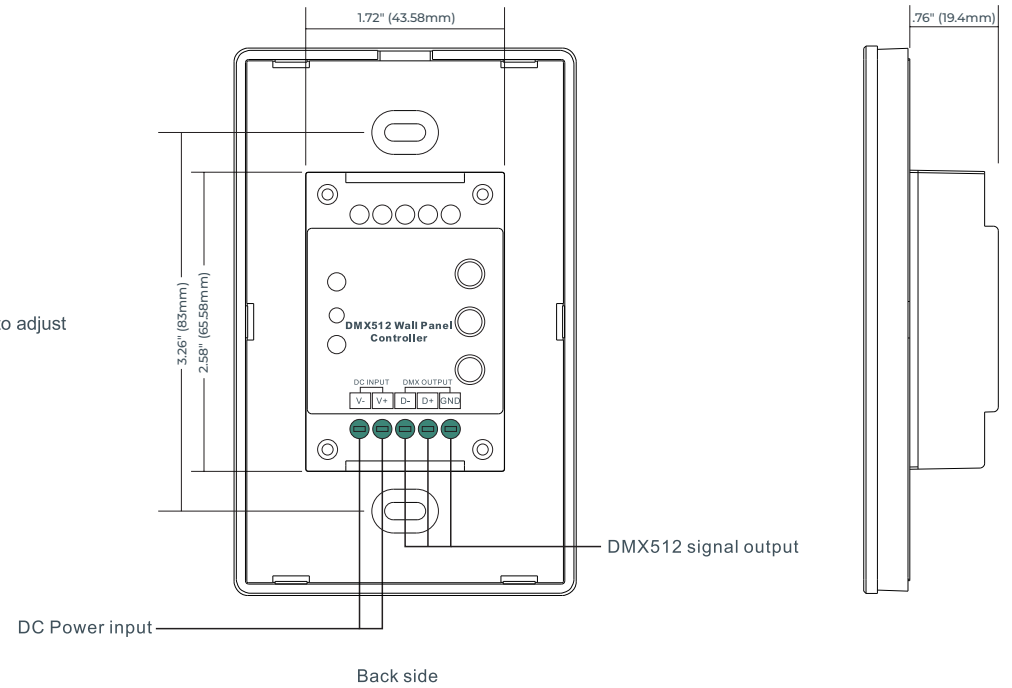 1.72" (43.58mm)
.76" (19.4mm)
3.26" (83mm)
2.58" (65.58mm)
to adjust
DMX512 Wall Panel
Controller
DC INPUT DMX OUTPUT
V- V+ D- D+ GND
DMX512 signal output
DC Power input
Back side